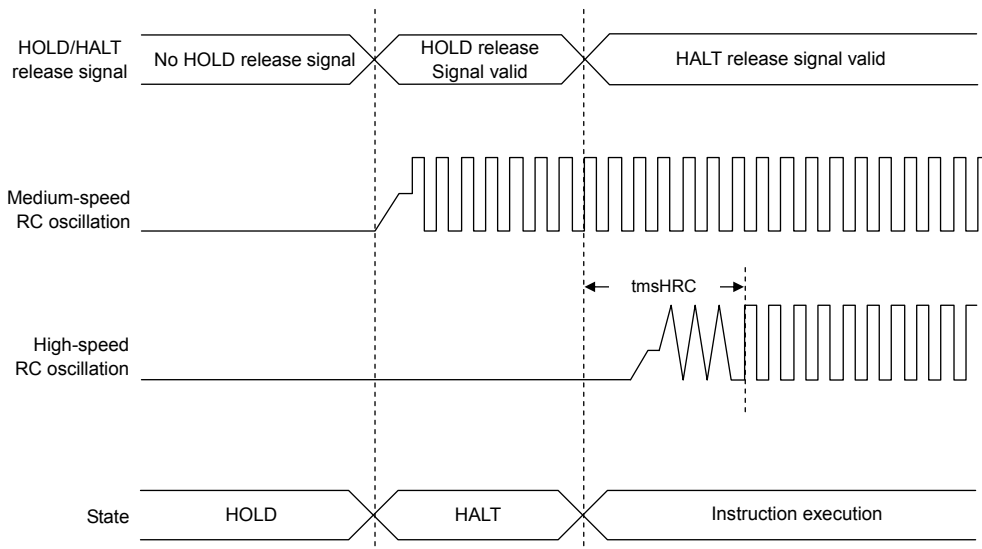 HOLD/HALT
release signal
No HOLD release signal
HOLD release
Signal valid
HALT release signal valid
Medium-speed
RC oscillation
tmsHRC
High-speed
RC oscillation
State
HOLD
HALT
Instruction execution